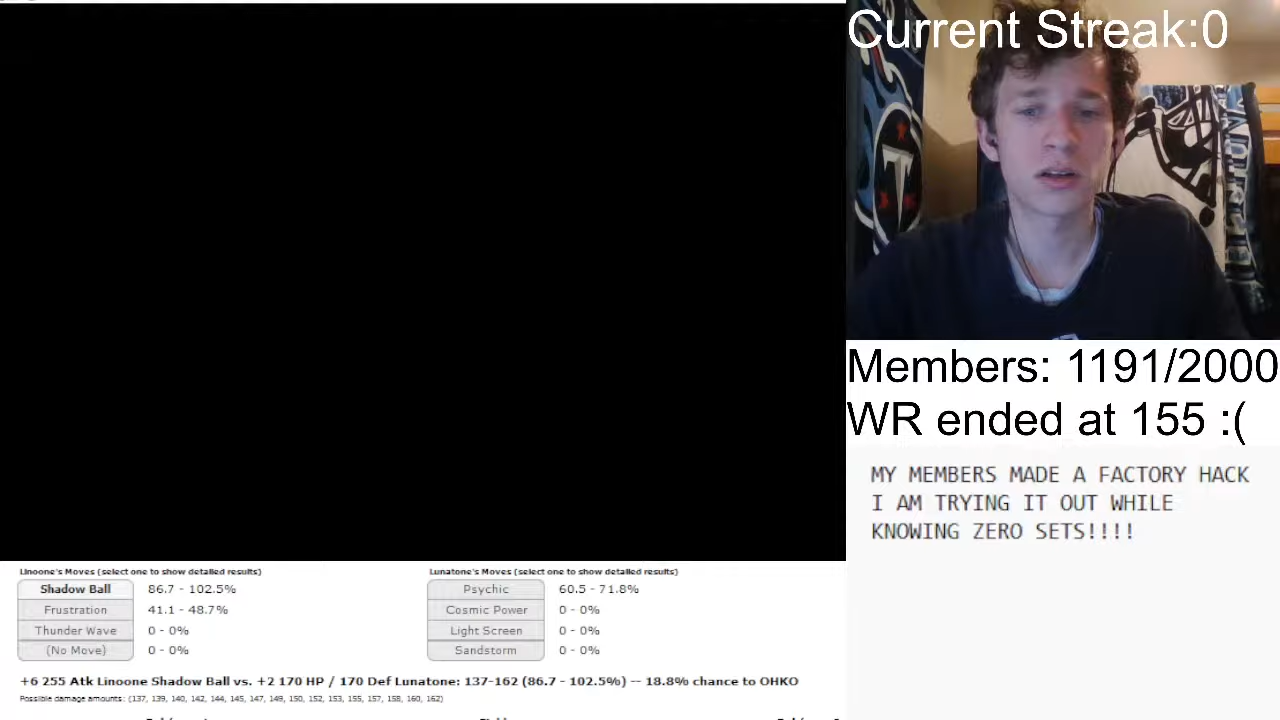 Current Streak:0
Members: 1191/2000
WR ended at 155 :(
MY MEMBERS MADE A FACTORY HACK
I AM TRYING IT OUT WHILE
KNOWING ZERO SETS!!!!
Linoone's Moves (select one to show detailed results)
Shadow Ball 86.7 - 102.5%
Frustration 41.1 - 48.7%
Thunder Wave 0 - 0%
(No Move) 0 - 0%
Lunatone's Moves (select one to show detailed results)
Psychic 60.5 - 71.8%
Cosmic Power 0 - 0%
Light Screen 0 - 0%
Sandstorm 0 - 0%
+6 255 Atk Linoone Shadow Ball vs. +2 170 HP / 170 Def Lunatone: 137-162 (86.7 - 102.5%) -- 18.8% chance to OHKO
Possible damage amounts: (137, 139, 140, 142, 144, 145, 147, 149, 150, 152, 153, 155, 157, 158, 160, 162)